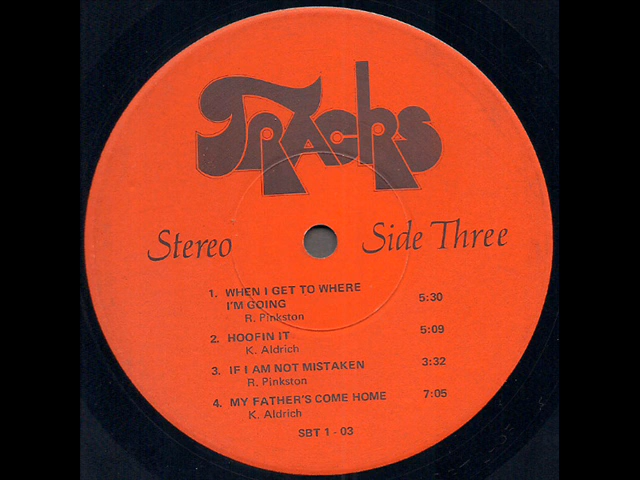 TRACKS
Stereo
Side Three
1. WHEN I GET TO WHERE
I'M GOING 5:30
R. Pinkston
2. HOOFIN IT 5:09
K. Aldrich
3. IF I AM NOT MISTAKEN 3:32
R. Pinkston
4. MY FATHER'S COME HOME 7:05
K. Aldrich
SBT 1 - 03